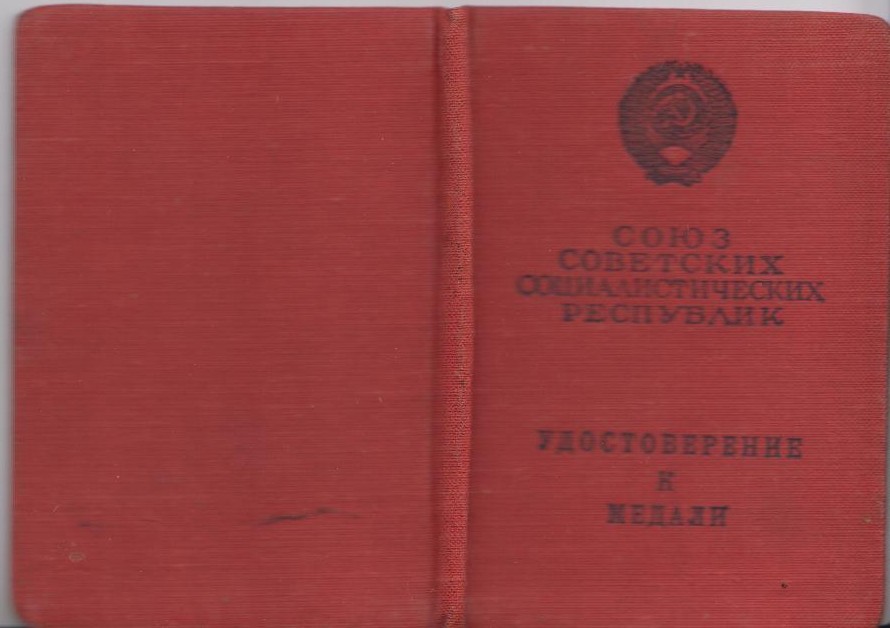 СОЮЗ
СОВЕТСКИХ
СОЦИАЛИСТИЧЕСКИХ
РЕСПУБЛИК
УДОСТОВЕРЕНИЕ
К
МЕДАЛИ